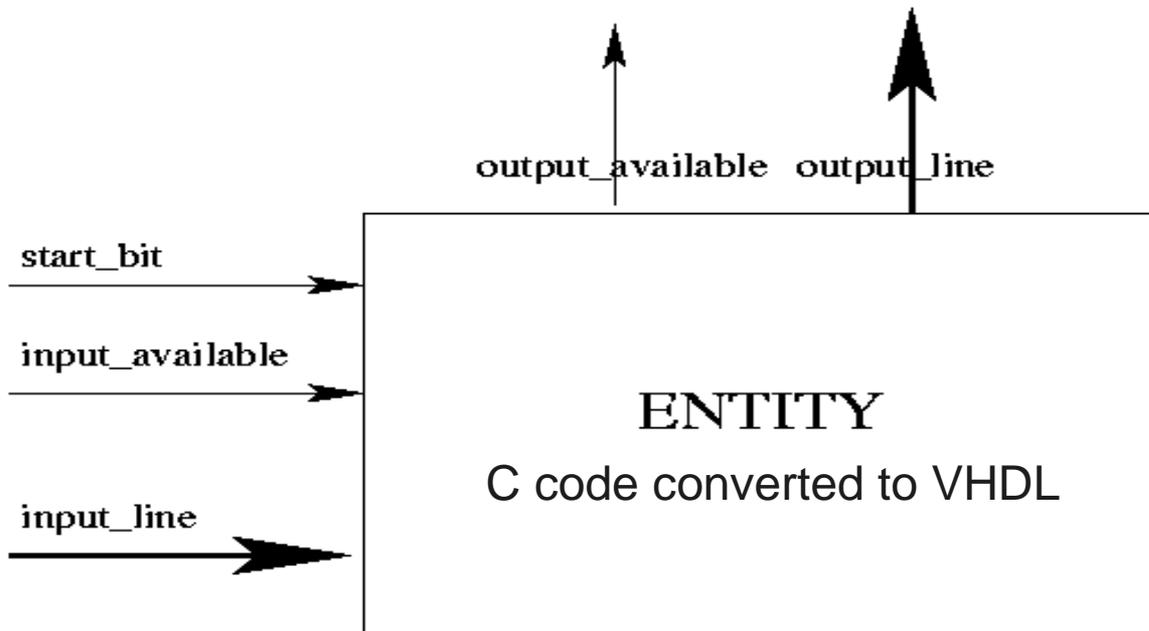 output_available output_line
start_bit
input_available
ENTITY
C code converted to VHDL
input_line